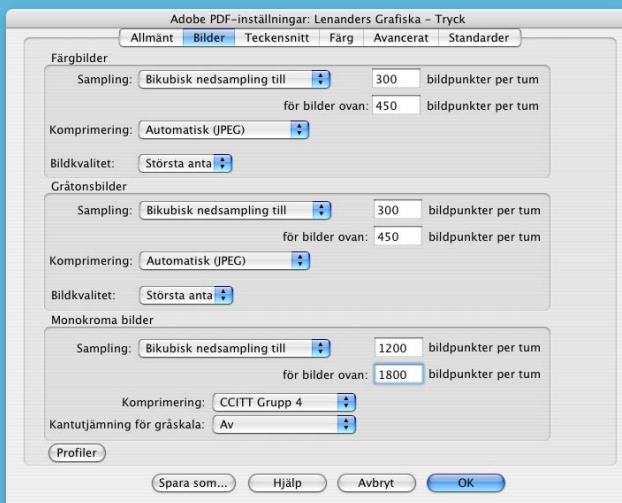 Adobe PDF-inställningar: Lenanders Grafiska – Tryck
Allmänt Bilder Teckensnitt Färg Avancerat Standarder
Färgbilder
Sampling: Bikubisk nedsampling till 300 bildpunkter per tum
för bilder ovan: 450 bildpunkter per tum
Komprimering: Automatisk (JPEG)
Bildkvalitet: Största anta
Gråtonsbilder
Sampling: Bikubisk nedsampling till 300 bildpunkter per tum
för bilder ovan: 450 bildpunkter per tum
Komprimering: Automatisk (JPEG)
Bildkvalitet: Största anta
Monokroma bilder
Sampling: Bikubisk nedsampling till 1200 bildpunkter per tum
för bilder ovan: 1800 bildpunkter per tum
Komprimering: CCITT Grupp 4
Kantutjämning för gråskala: Av
Profiler
Spara som... Hjälp Avbryt OK